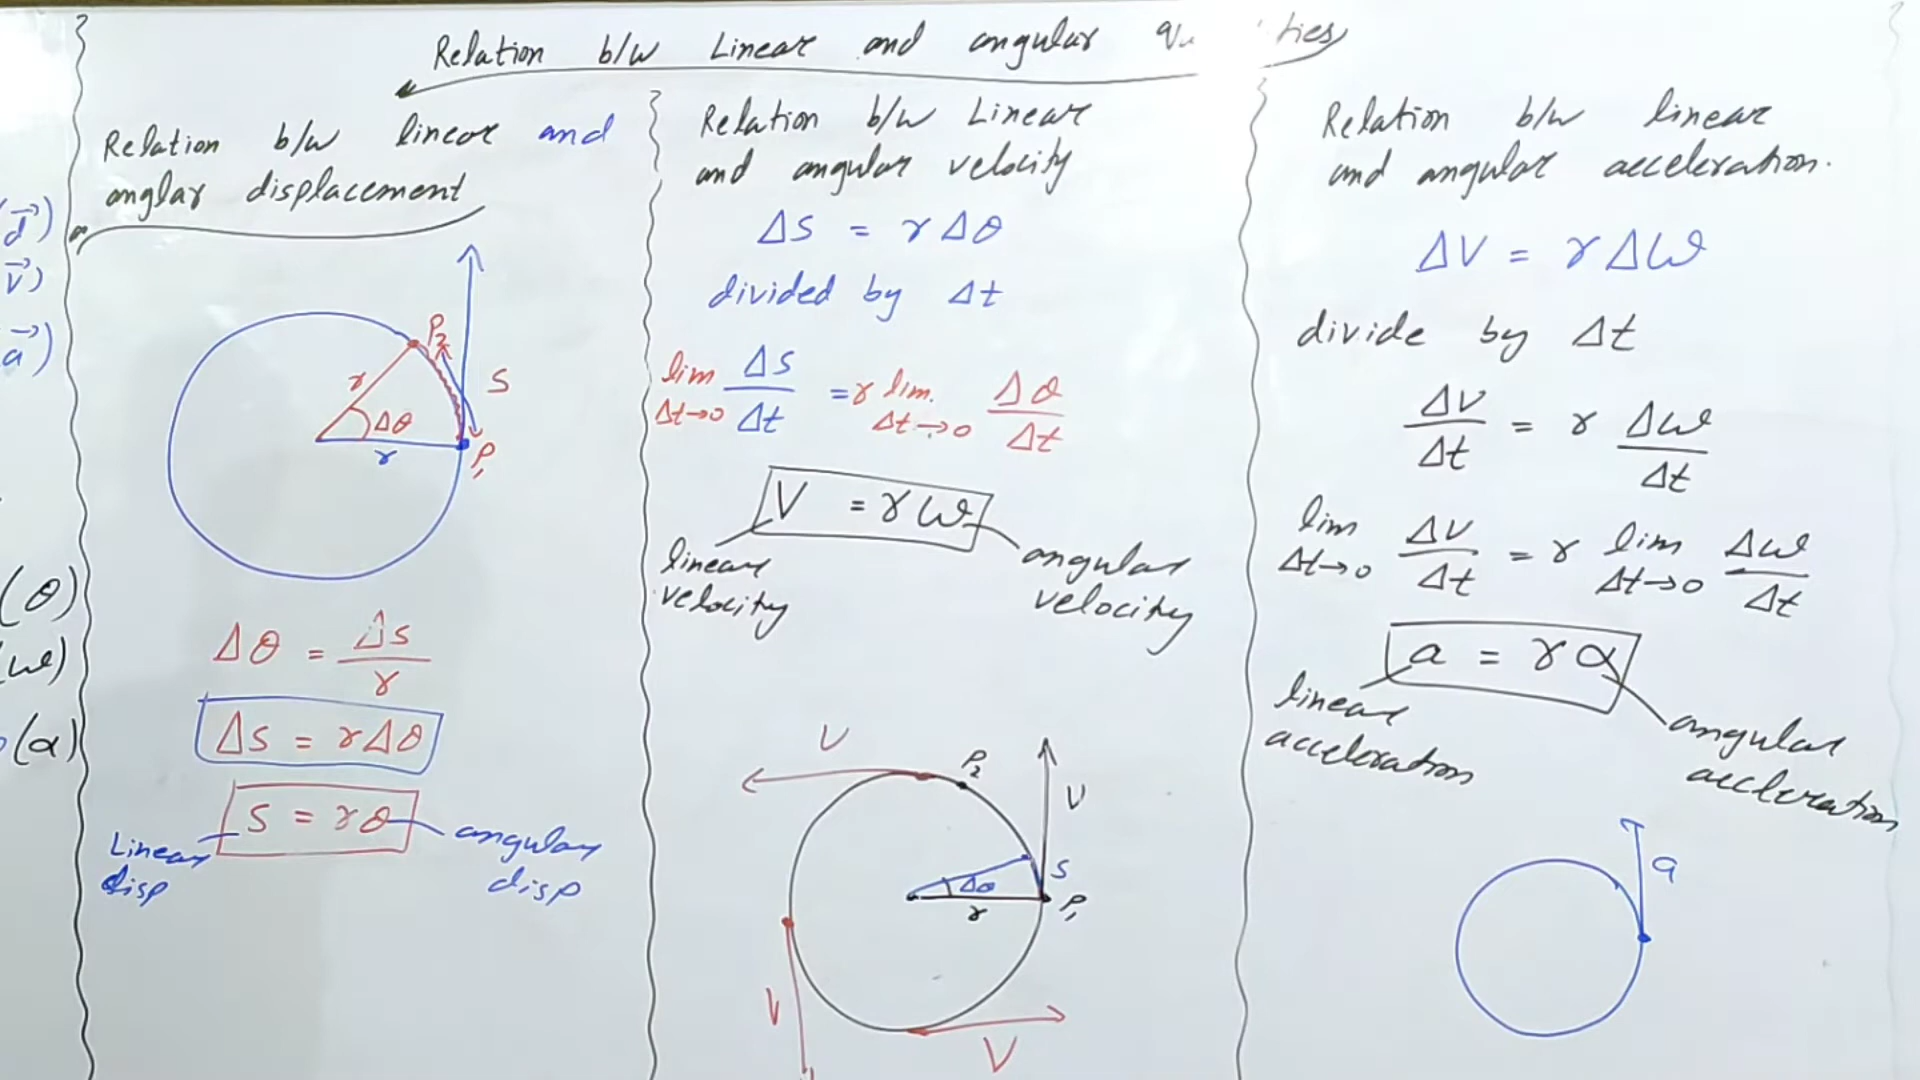 Relation b/w Linear and angular
Relation b/w linear and
anglar displacement
P2
r
S
Δθ
r
P1
Δθ = Δs / r
Δs = rΔθ
s = rθ
Linear
disp
angular
disp
Relation b/w Linear
and angular velocity
Δs = rΔθ
divided by Δt
lim Δt→0 Δs/Δt = r lim. Δt→0 Δθ/Δt
V = rω
linear
velocity
angular
velocity
V
P2
V
S
Δθ
r
P1
V
V
Relation b/w linear
and angular acceleration.
ΔV = rΔω
divide by Δt
Δv/Δt = r Δω/Δt
lim Δt→0 Δv/Δt = r lim Δt→0 Δω/Δt
a = rα
linear
acceleration
angular
accleration
a
(d⃗)
v⃗)
a⃗)
(θ)
(ω)
(α)